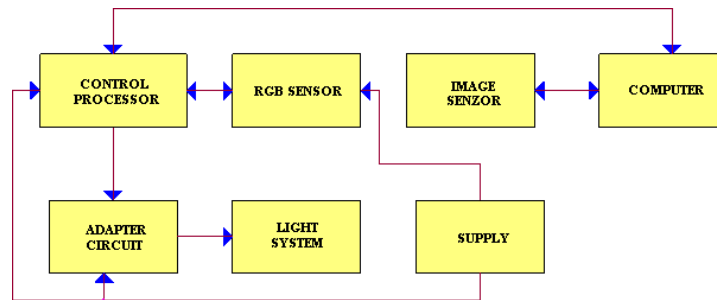 CONTROL
PROCESSOR
RGB SENSOR
IMAGE
SENZOR
COMPUTER
ADAPTER
CIRCUIT
LIGHT
SYSTEM
SUPPLY